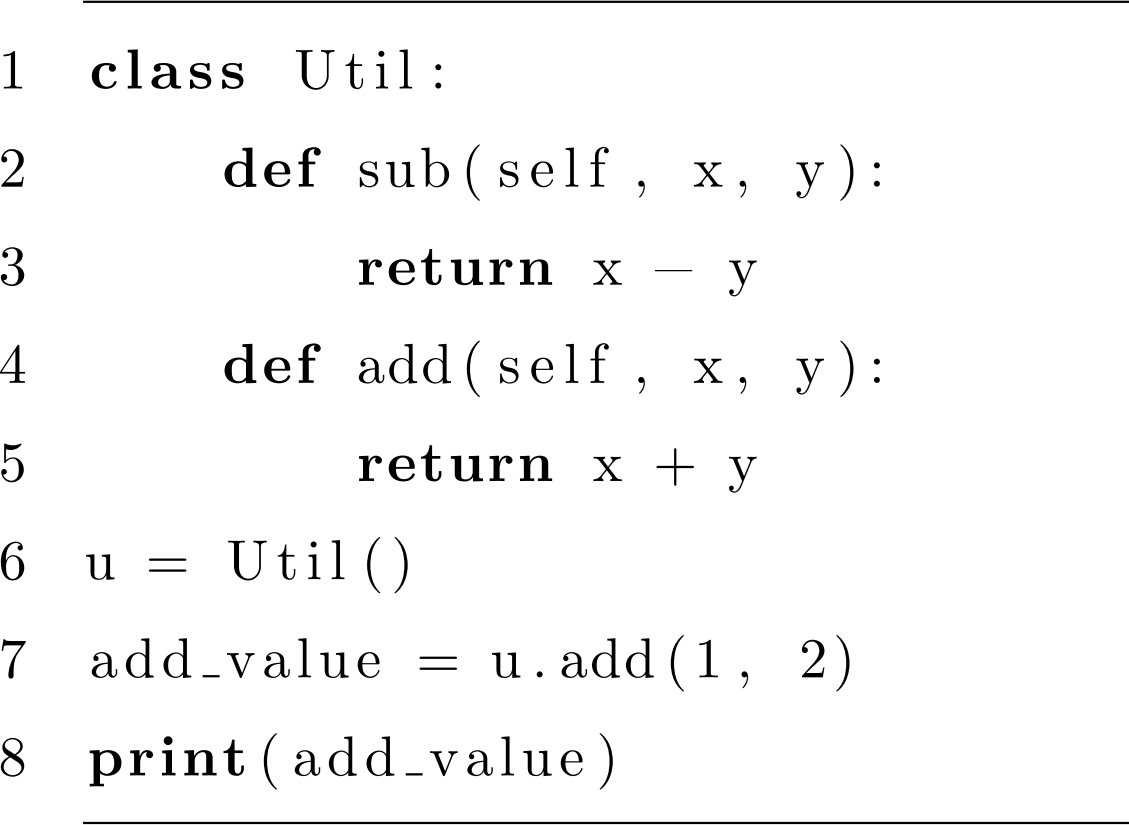 1 class Util:
2     def sub(self, x, y):
3         return x − y
4     def add(self, x, y):
5         return x + y
6 u = Util()
7 add_value = u.add(1, 2)
8 print(add_value)